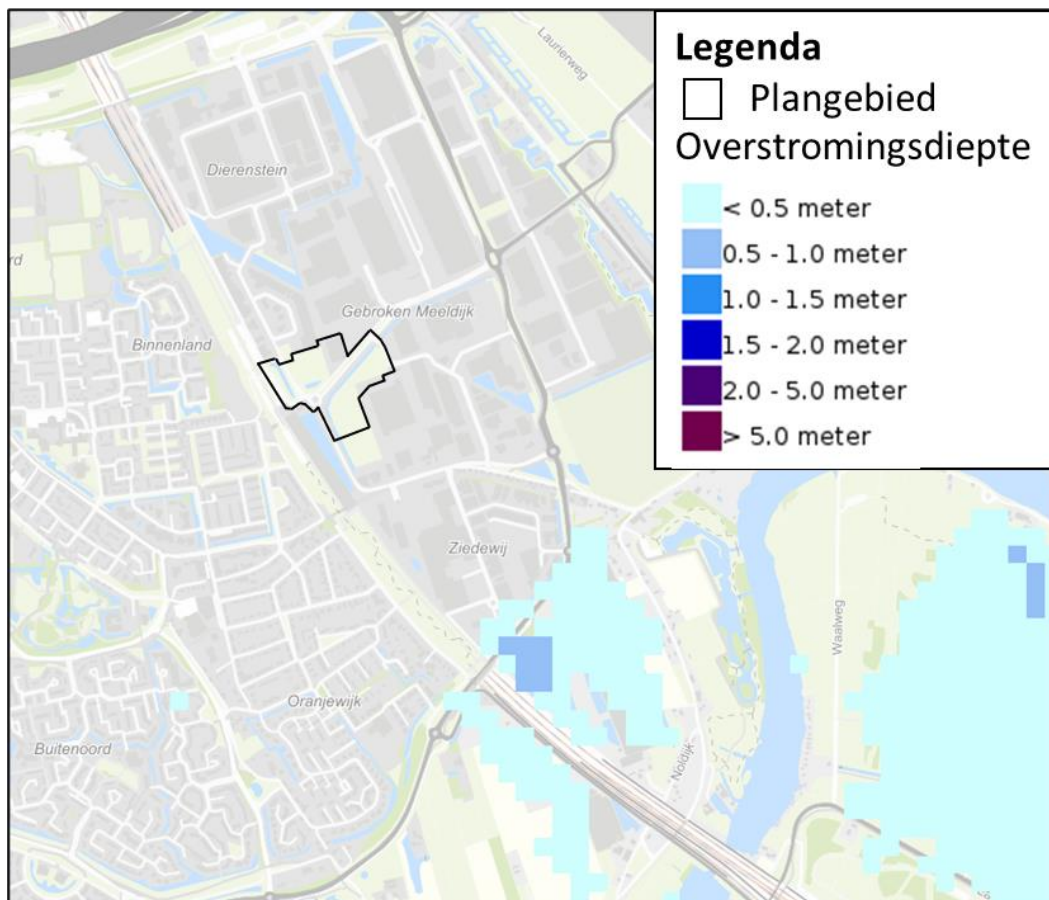 Legenda
Plangebied
Overstromingsdiepte
< 0.5 meter
0.5 - 1.0 meter
1.0 - 1.5 meter
1.5 - 2.0 meter
2.0 - 5.0 meter
> 5.0 meter
Laurierweg
Dierenstein
rd
Gebroken Meeldijk
Binnenland
Ziedewij
Waalweg
Oranjewijk
Buitenoord
Noldijk